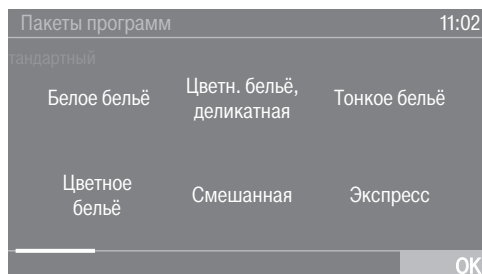 Пакеты программ 11:02
тандартный
Белое бельё
Цветн. бельё,
деликатная
Тонкое бельё
Цветное
бельё
Смешанная
Экспресс
OK